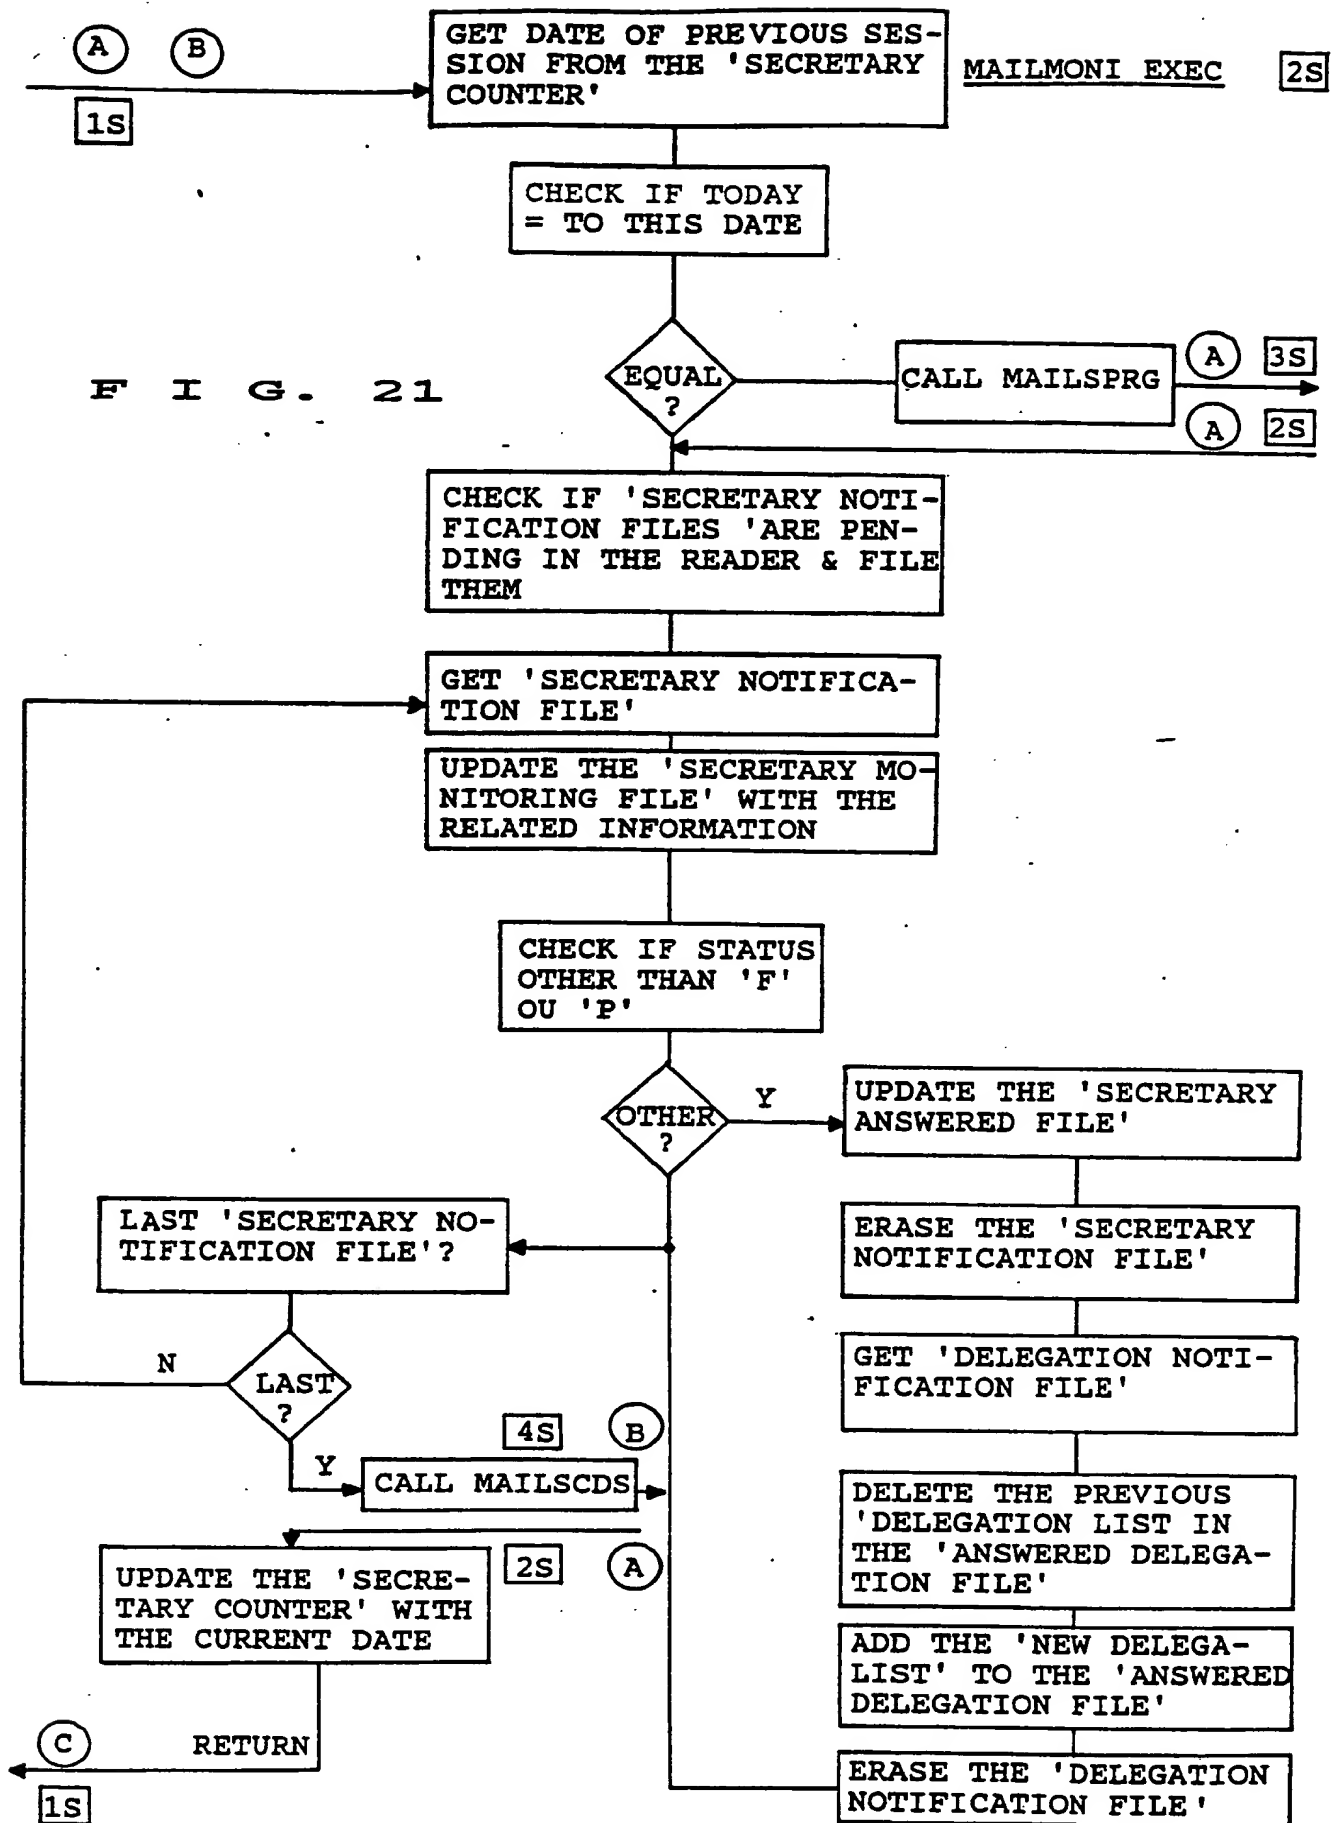 A B
1S
GET DATE OF PREVIOUS SES-
SION FROM THE 'SECRETARY
COUNTER'
MAILMONI EXEC 2S
CHECK IF TODAY
= TO THIS DATE
F I G. 21
EQUAL
?
CALL MAILSPRG
A 3S
A 2S
CHECK IF 'SECRETARY NOTI-
FICATION FILES 'ARE PEN-
DING IN THE READER & FILE
THEM
GET 'SECRETARY NOTIFICA-
TION FILE'
UPDATE THE 'SECRETARY MO-
NITORING FILE' WITH THE
RELATED INFORMATION
CHECK IF STATUS
OTHER THAN 'F'
OU 'P'
OTHER
?
Y
UPDATE THE 'SECRETARY
ANSWERED FILE'
ERASE THE 'SECRETARY
NOTIFICATION FILE'
GET 'DELEGATION NOTI-
FICATION FILE'
DELETE THE PREVIOUS
'DELEGATION LIST IN
THE 'ANSWERED DELEGA-
TION FILE'
ADD THE 'NEW DELEGA-
LIST' TO THE 'ANSWERED
DELEGATION FILE'
ERASE THE 'DELEGATION
NOTIFICATION FILE'
LAST 'SECRETARY NO-
TIFICATION FILE'?
N
LAST
?
Y
4S B
CALL MAILSCDS
2S A
UPDATE THE 'SECRE-
TARY COUNTER' WITH
THE CURRENT DATE
C RETURN
1S